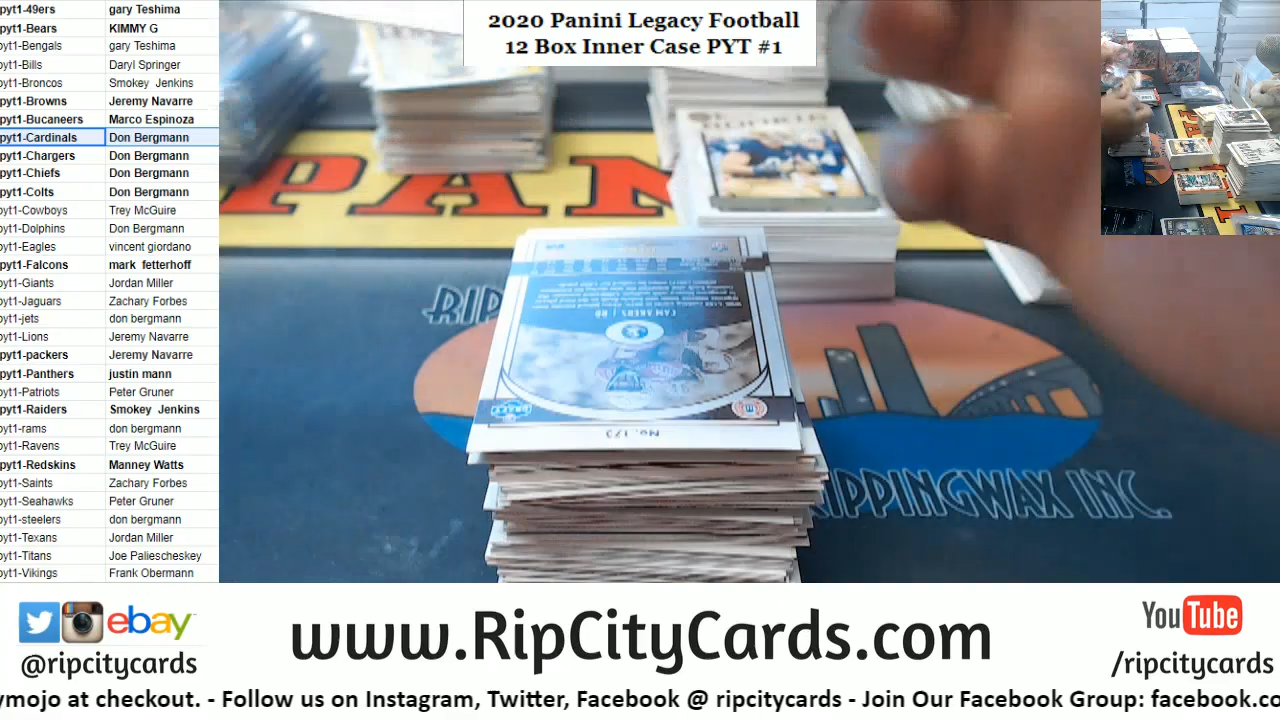 2020 Panini Legacy Football
12 Box Inner Case PYT #1
pyt1-49ers gary Teshima
pyt1-Bears KIMMY G
pyt1-Bengals gary Teshima
pyt1-Bills Daryl Springer
pyt1-Broncos Smokey Jenkins
pyt1-Browns Jeremy Navarre
pyt1-Bucaneers Marco Espinoza
pyt1-Cardinals Don Bergmann
pyt1-Chargers Don Bergmann
pyt1-Chiefs Don Bergmann
pyt1-Colts Don Bergmann
pyt1-Cowboys Trey McGuire
pyt1-Dolphins Don Bergmann
pyt1-Eagles vincent giordano
pyt1-Falcons mark fetterhoff
pyt1-Giants Jordan Miller
pyt1-Jaguars Zachary Forbes
pyt1-jets don bergmann
pyt1-Lions Jeremy Navarre
pyt1-packers Jeremy Navarre
pyt1-Panthers justin mann
pyt1-Patriots Peter Gruner
pyt1-Raiders Smokey Jenkins
pyt1-rams don bergmann
pyt1-Ravens Trey McGuire
pyt1-Redskins Manney Watts
pyt1-Saints Zachary Forbes
pyt1-Seahawks Peter Gruner
pyt1-steelers don bergmann
pyt1-Texans Jordan Miller
pyt1-Titans Joe Paliescheskey
pyt1-Vikings Frank Obermann
PAN
CAM AKERS / RB
RIPPINGWAX INC.
ebay
@ripcitycards
www.RipCityCards.com
YouTube
/ripcitycards
ymojo at checkout. - Follow us on Instagram, Twitter, Facebook @ ripcitycards - Join Our Facebook Group: facebook.co